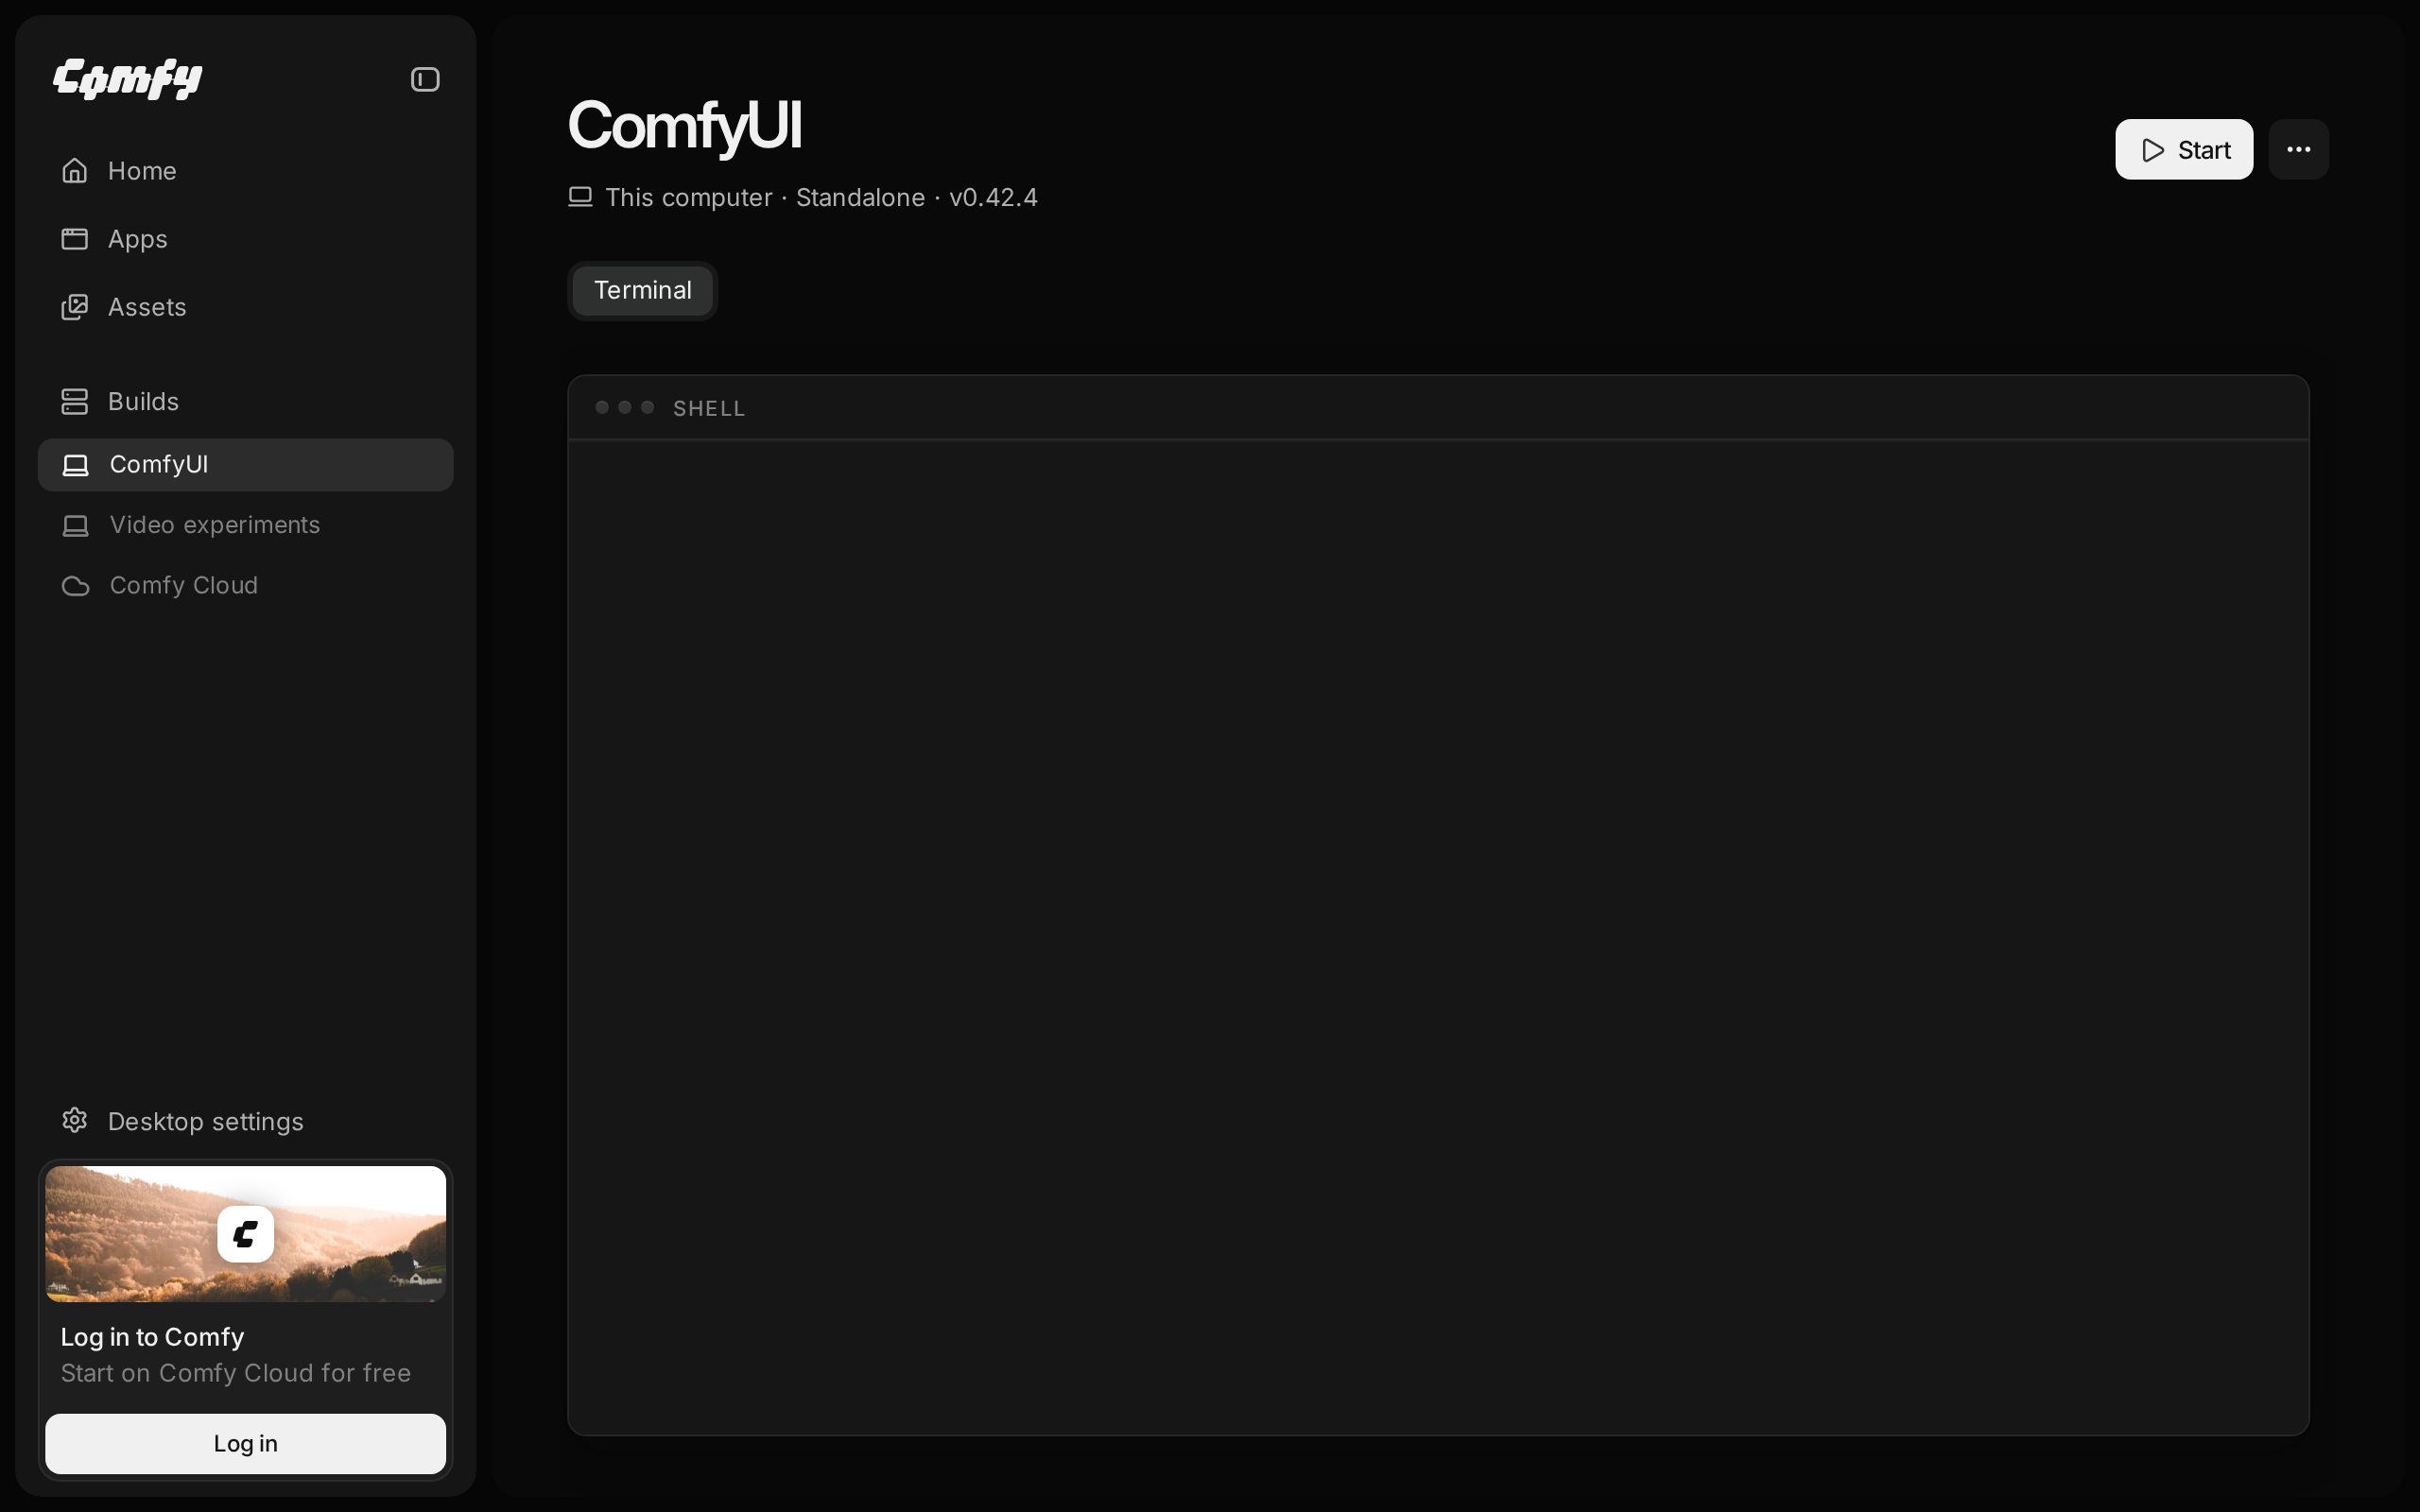 Comfy
Home
Apps
Assets
Builds
ComfyUI
Video experiments
Comfy Cloud
Desktop settings
Log in to Comfy
Start on Comfy Cloud for free
Log in
ComfyUI
This computer · Standalone · v0.42.4
Start
Terminal
SHELL